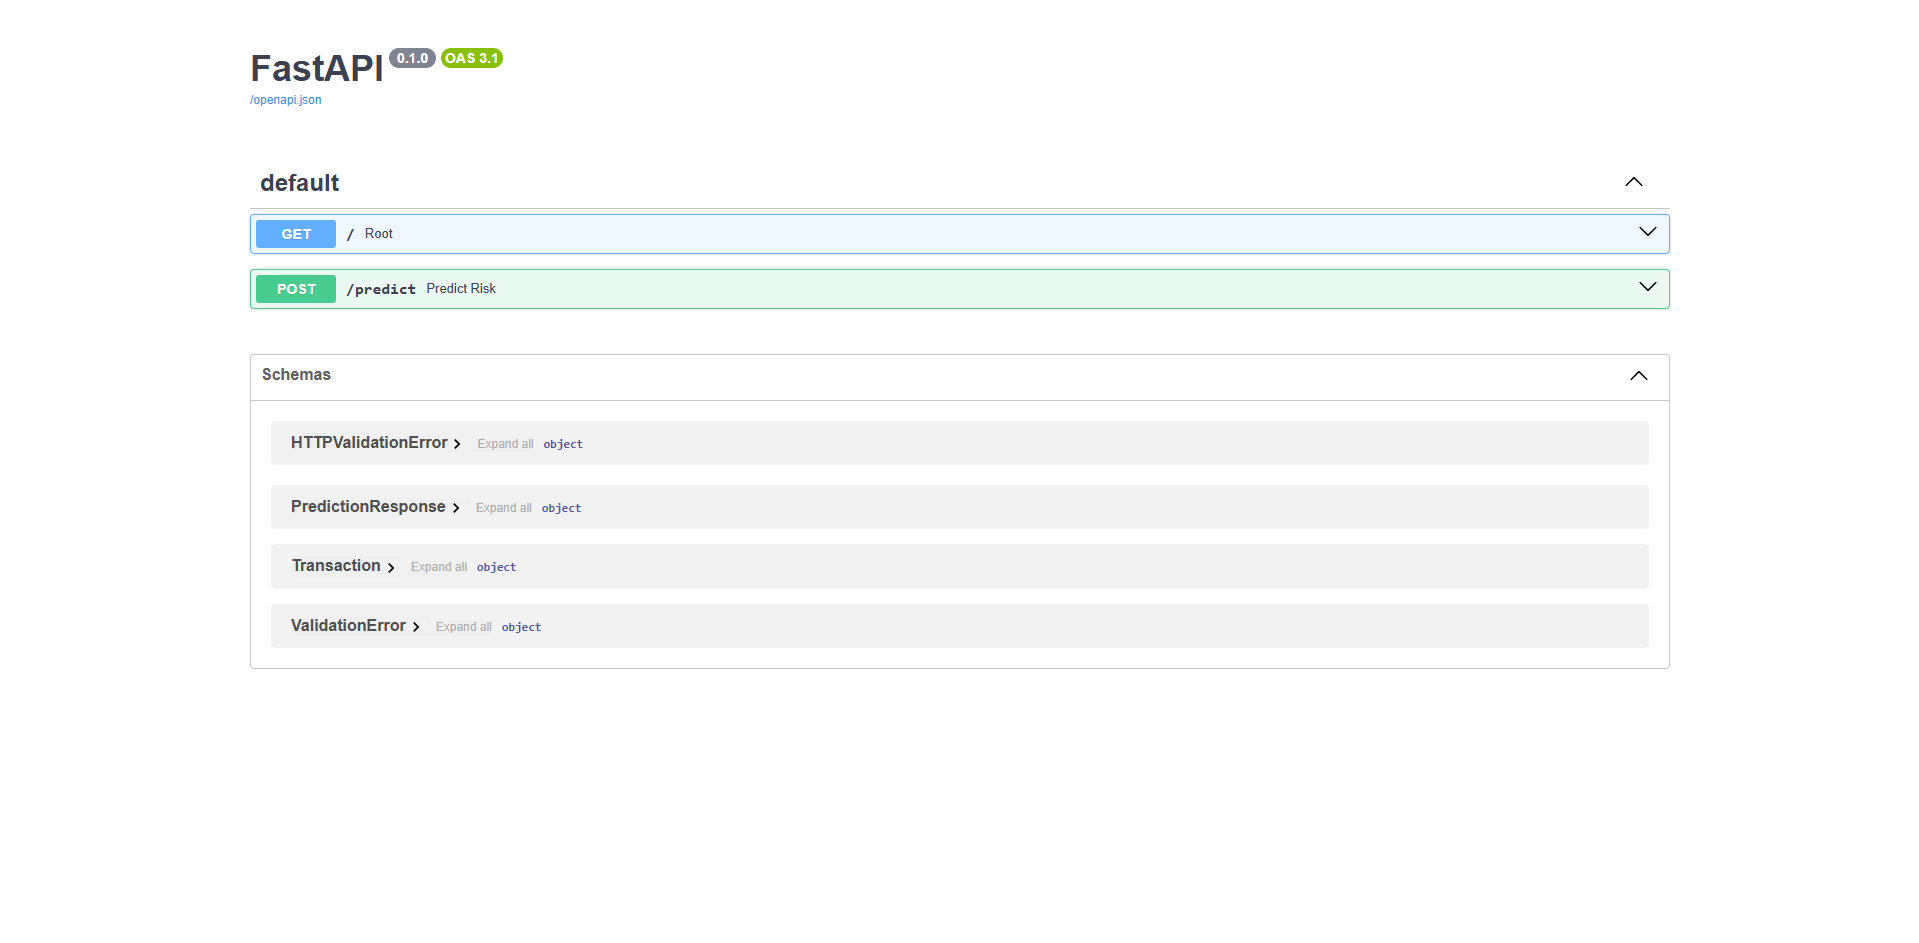 FastAPI 0.1.0 OAS 3.1
/openapi.json
default
GET / Root
POST /predict Predict Risk
Schemas
HTTPValidationError Expand all object
PredictionResponse Expand all object
Transaction Expand all object
ValidationError Expand all object